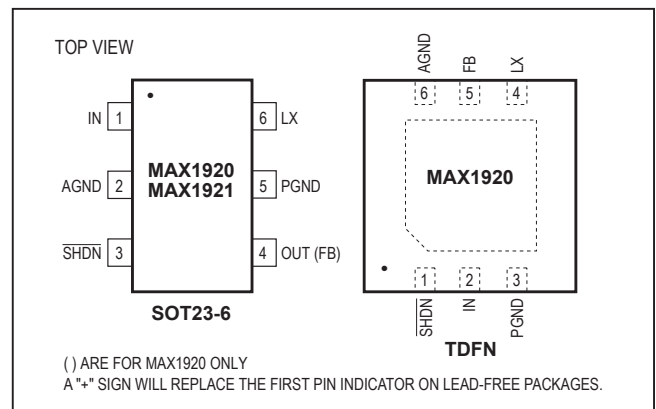 TOP VIEW
IN 1
AGND 2
SHDN 3
MAX1920
MAX1921
6 LX
5 PGND
4 OUT (FB)
SOT23-6
AGND FB LX
6 5 4
MAX1920
1 2 3
SHDN IN PGND
TDFN
( ) ARE FOR MAX1920 ONLY
A "+" SIGN WILL REPLACE THE FIRST PIN INDICATOR ON LEAD-FREE PACKAGES.